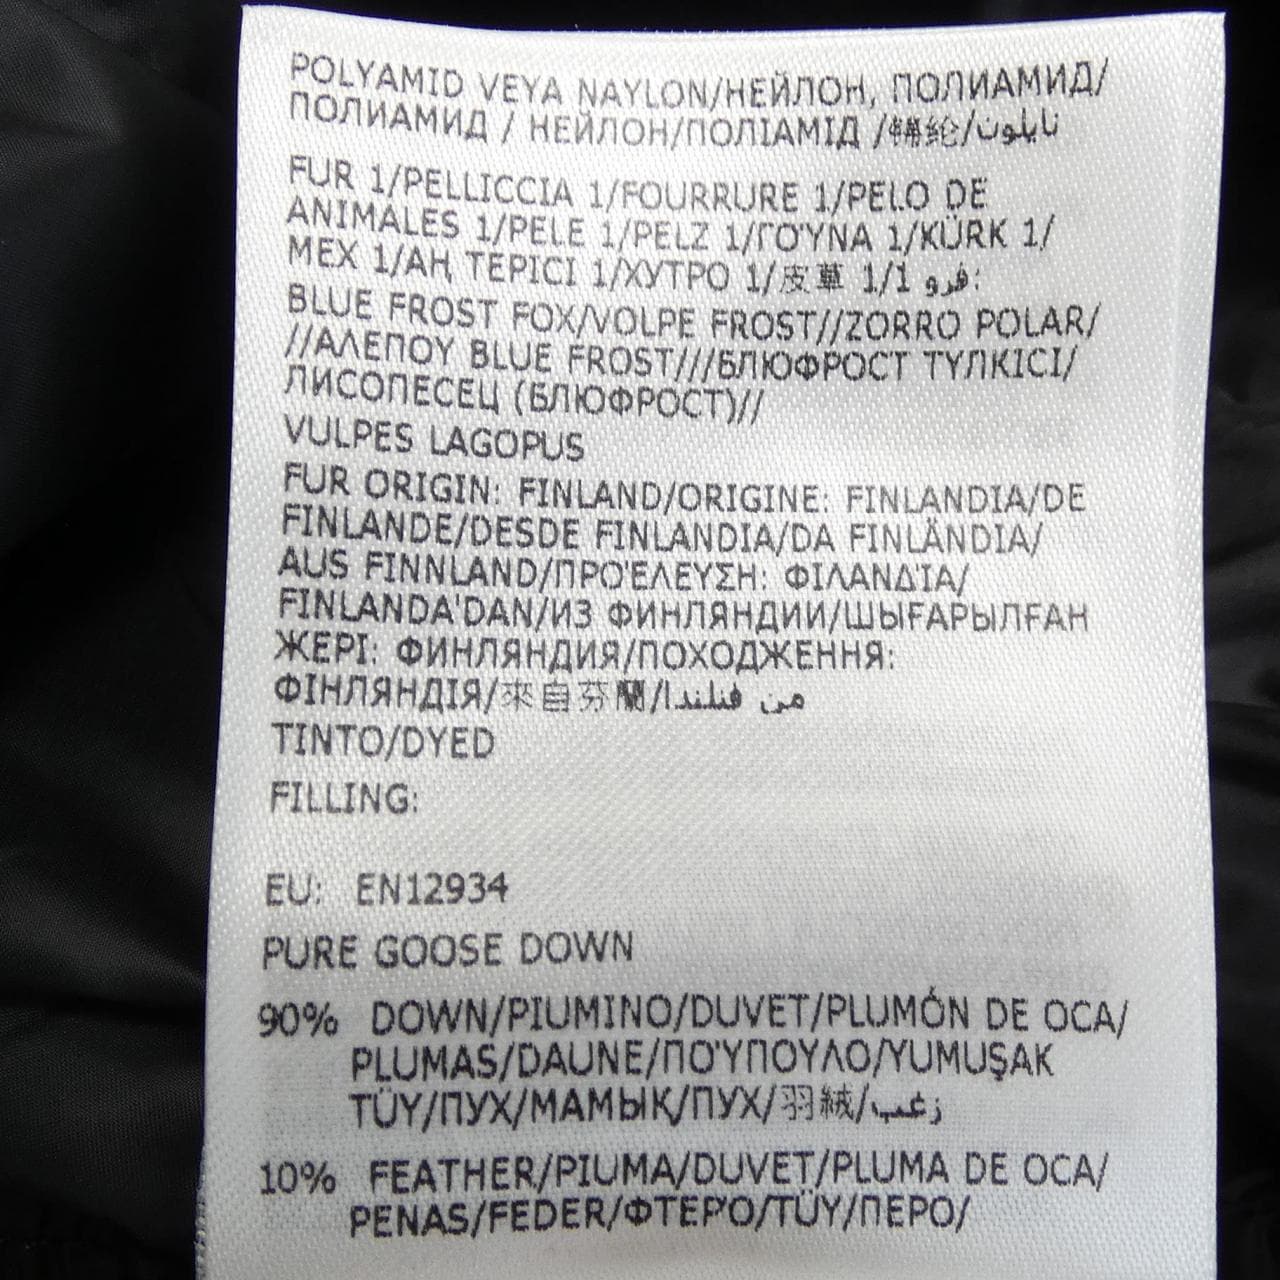 POLYAMID VEYA NAYLON/НЕЙЛОН, ПОЛИАМИД/
ПОЛИАМИД / НЕЙЛОН/ПОЛІАМІД /錦纶/نايلون
FUR 1/PELLICCIA 1/FOURRURE 1/PELO DE
ANIMALES 1/PELE 1/PELZ 1/ΓΟΎΝΑ 1/KÜRK 1/
МЕХ 1/АҢ ТЕРІСІ 1/ХУТРО 1/皮草 1/1 فرو:
BLUE FROST FOX/VOLPE FROST//ZORRO POLAR/
//ΑΛΕΠΟΥ BLUE FROST///БЛЮФРОСТ ТҮЛКІСІ/
ЛИСОПЕСЕЦ (БЛЮФРОСТ)//
VULPES LAGOPUS
FUR ORIGIN: FINLAND/ORIGINE: FINLANDIA/DE
FINLANDE/DESDE FINLANDIA/DA FINLÄNDIA/
AUS FINNLAND/ΠΡΟΈΛΕΥΣΗ: ΦΙΛΑΝΔΊΑ/
FINLANDA'DAN/ИЗ ФИНЛЯНДИИ/ШЫҒАРЫЛҒАН
ЖЕРІ: ФИНЛЯНДИЯ/ПОХОДЖЕННЯ:
ФІНЛЯНДІЯ/來自芬蘭/من فنلندا
TINTO/DYED
FILLING:
EU: EN12934
PURE GOOSE DOWN
90% DOWN/PIUMINO/DUVET/PLUMÓN DE OCA/
PLUMAS/DAUNE/ΠΟΎΠΟΥΛΟ/YUMUŞAK
TÜY/ПУХ/МАМЫҚ/ПУХ/羽絨/زغب
10% FEATHER/PIUMA/DUVET/PLUMA DE OCA/
PENAS/FEDER/ΦΤΕΡΌ/TÜY/ПЕРО/